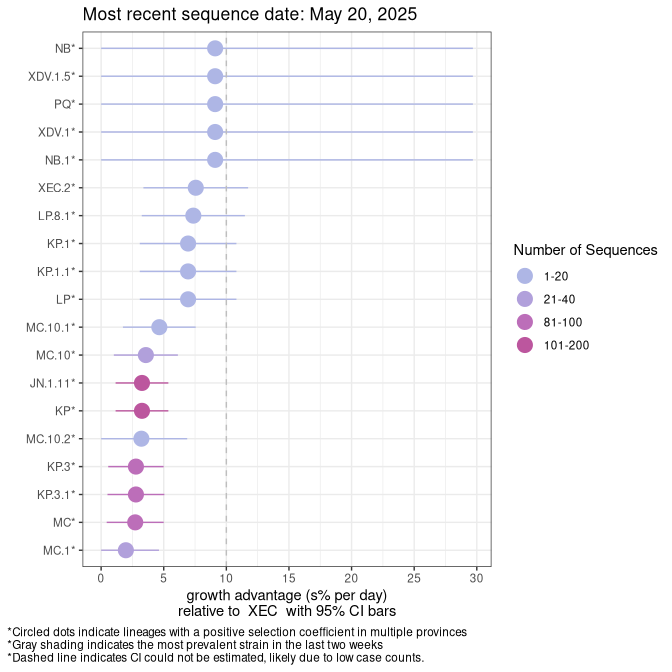 Most recent sequence date: May 20, 2025
NB*
XDV.1.5*
PQ*
XDV.1*
NB.1*
XEC.2*
LP.8.1*
KP.1*
KP.1.1*
LP*
MC.10.1*
MC.10*
JN.1.11*
KP*
MC.10.2*
KP.3*
KP.3.1*
MC*
MC.1*
0 5 10 15 20 25 30
growth advantage (s% per day)
relative to XEC with 95% CI bars
Number of Sequences
1-20
21-40
81-100
101-200
*Circled dots indicate lineages with a positive selection coefficient in multiple provinces
*Gray shading indicates the most prevalent strain in the last two weeks
*Dashed line indicates CI could not be estimated, likely due to low case counts.